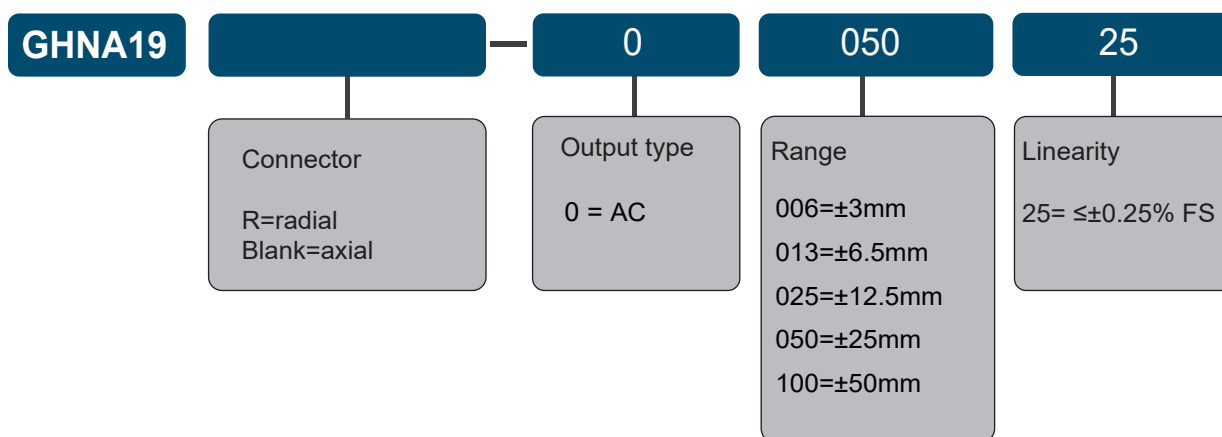 GHNA19
0
050
25
Connector
R=radial
Blank=axial
Output type
0 = AC
Range
006=±3mm
013=±6.5mm
025=±12.5mm
050=±25mm
100=±50mm
Linearity
25= ≤±0.25% FS